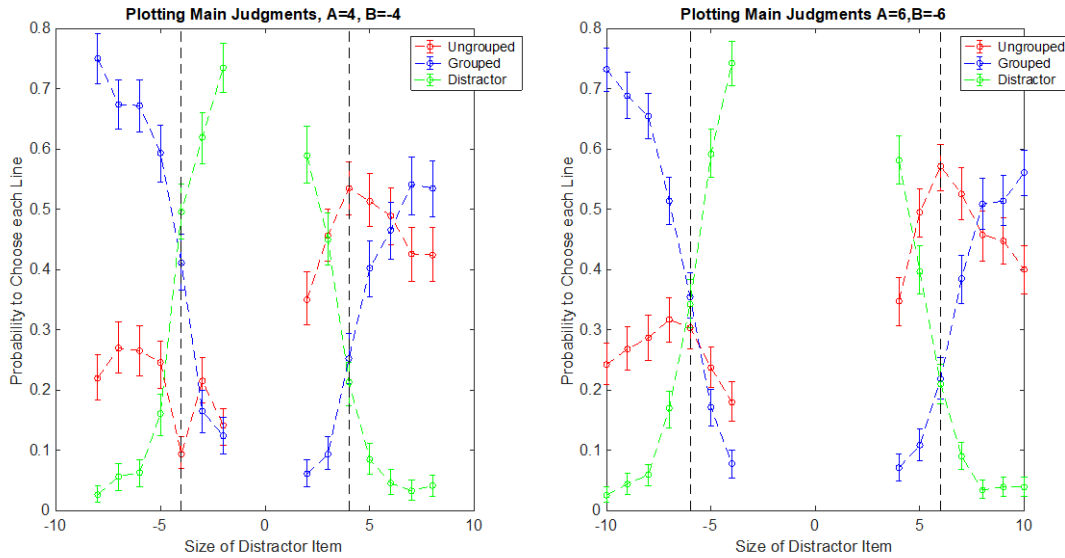 Plotting Main Judgments, A=4, B=-4
Ungrouped
Grouped
Distractor
Probability to Choose each Line
0.8
0.7
0.6
0.5
0.4
0.3
0.2
0.1
0
-10
-5
0
5
10
Size of Distractor Item
Plotting Main Judgments A=6,B=-6
Ungrouped
Grouped
Distractor
Probability to Choose each Line
0.8
0.7
0.6
0.5
0.4
0.3
0.2
0.1
0
-10
-5
0
5
10
Size of Distractor Item